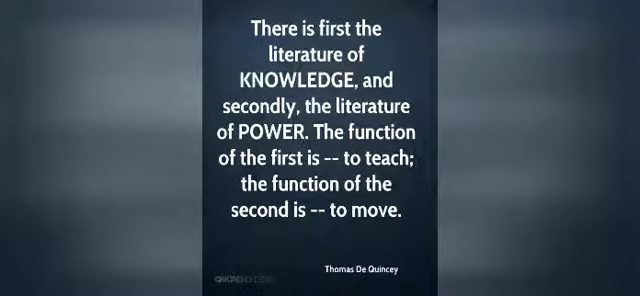 There is first the
literature of
KNOWLEDGE, and
secondly, the literature
of POWER. The function
of the first is -- to teach;
the function of the
second is -- to move.
Thomas De Quincey